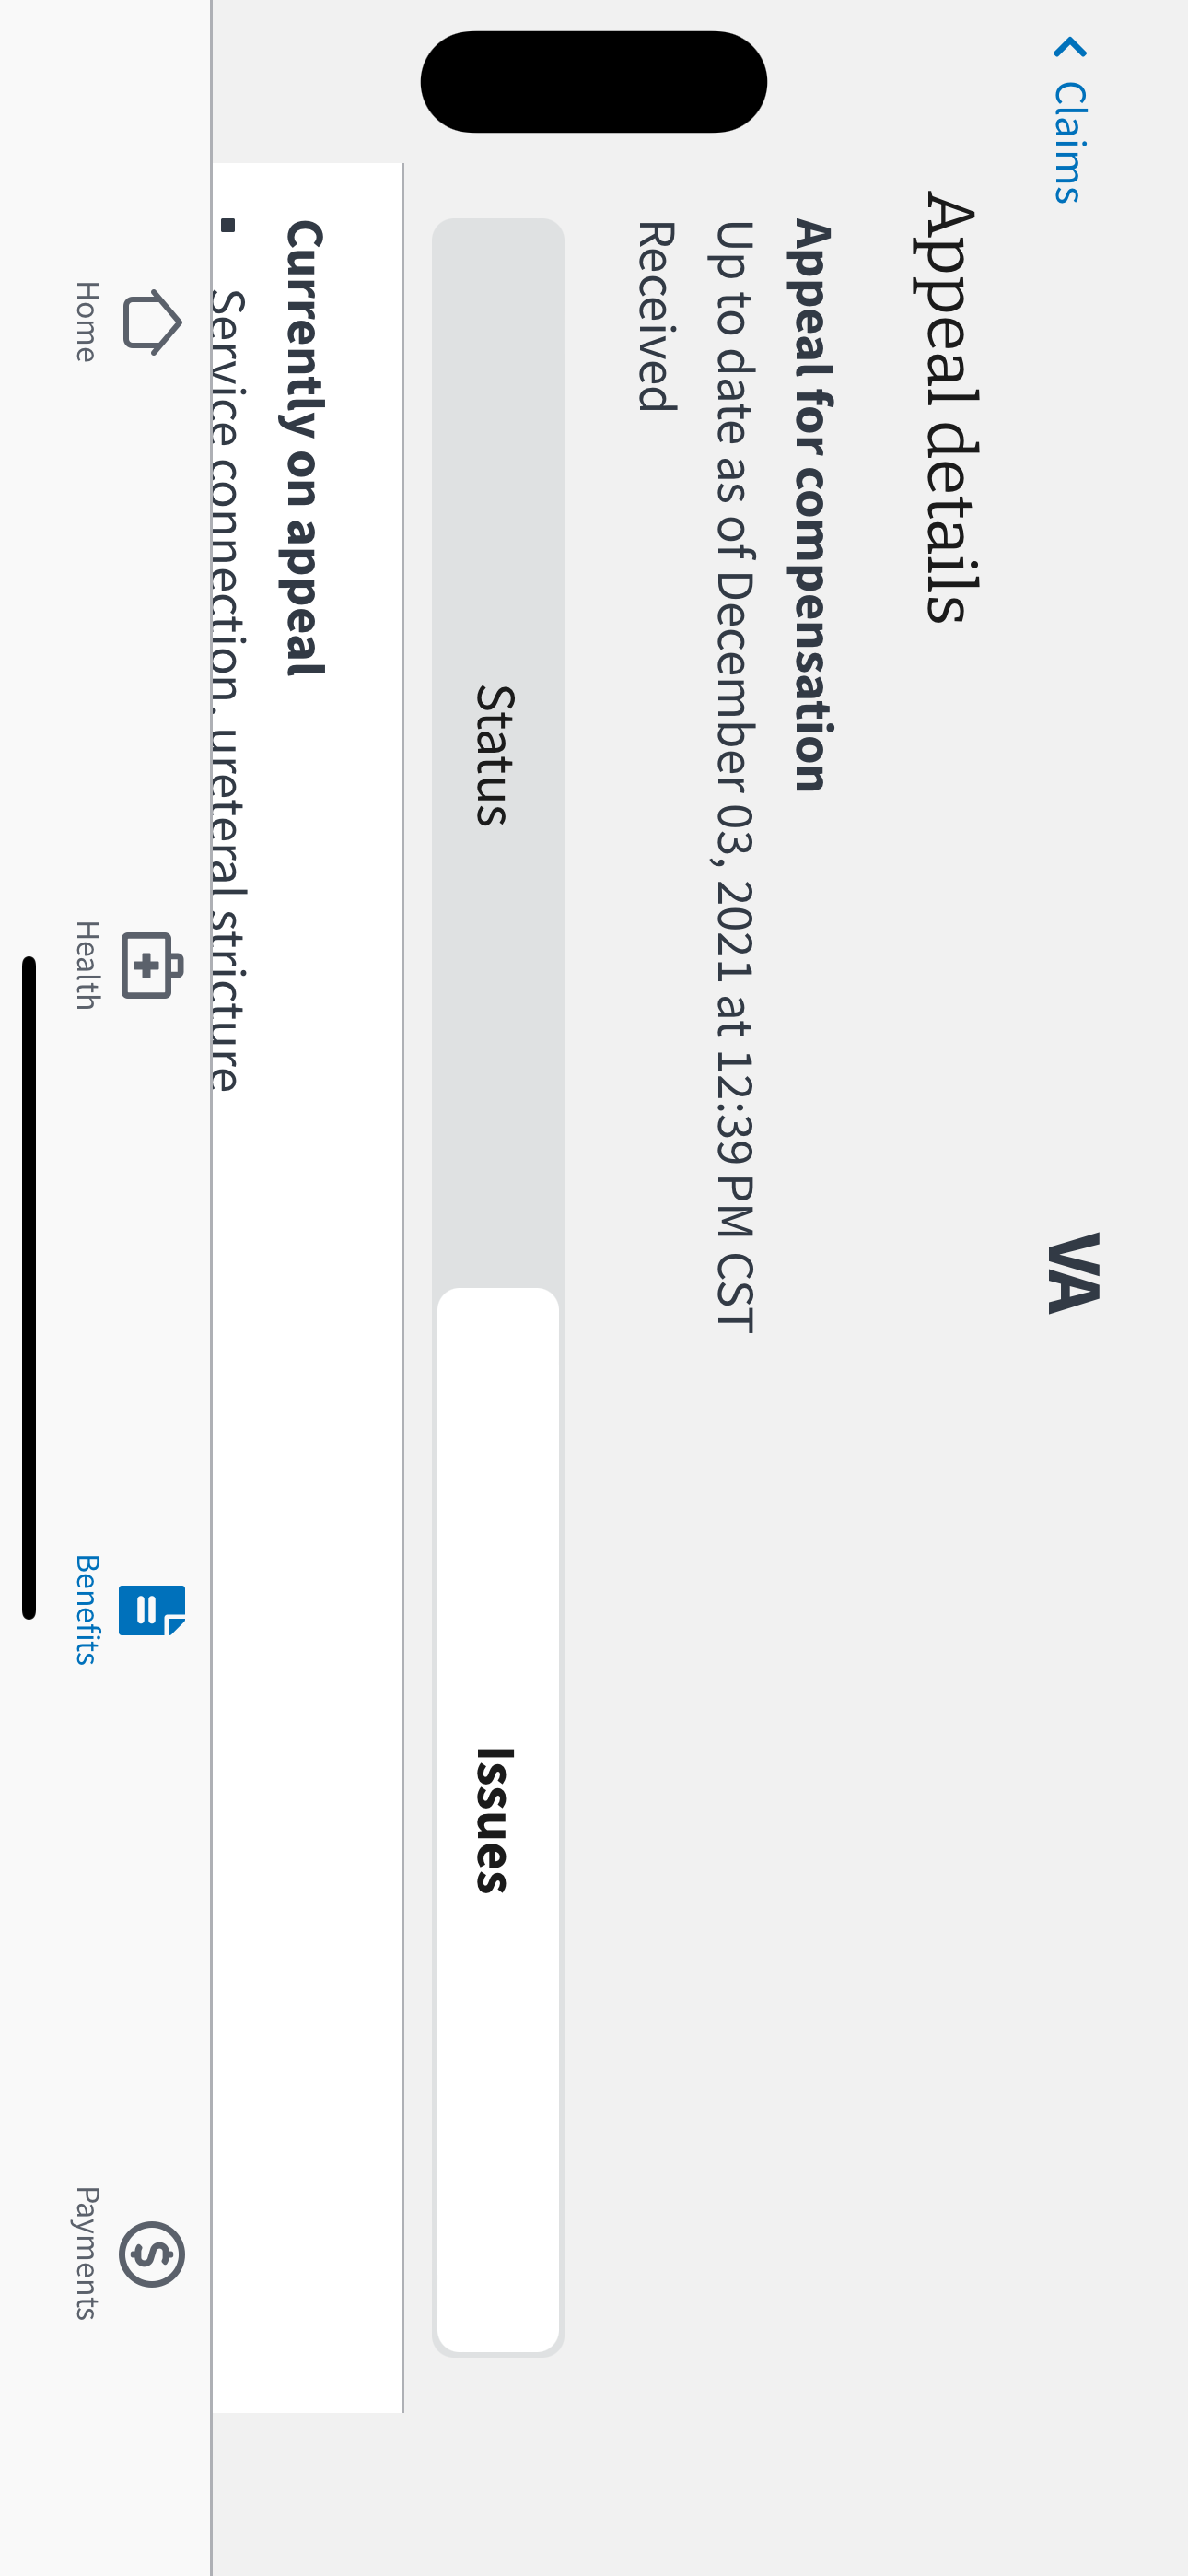 Claims
VA
Appeal details
Appeal for compensation
Up to date as of December 03, 2021 at 12:39 PM CST
Received
Status
Issues
Currently on appeal
Service connection, ureteral stricture
Home
Health
Benefits
Payments